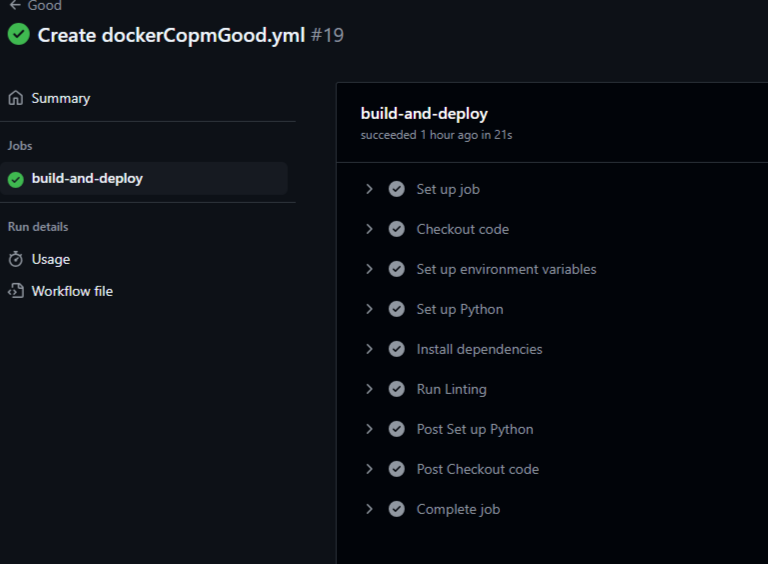 Good
Create dockerCopmGood.yml #19
Summary
Jobs
build-and-deploy
Run details
Usage
Workflow file
build-and-deploy
succeeded 1 hour ago in 21s
Set up job
Checkout code
Set up environment variables
Set up Python
Install dependencies
Run Linting
Post Set up Python
Post Checkout code
Complete job